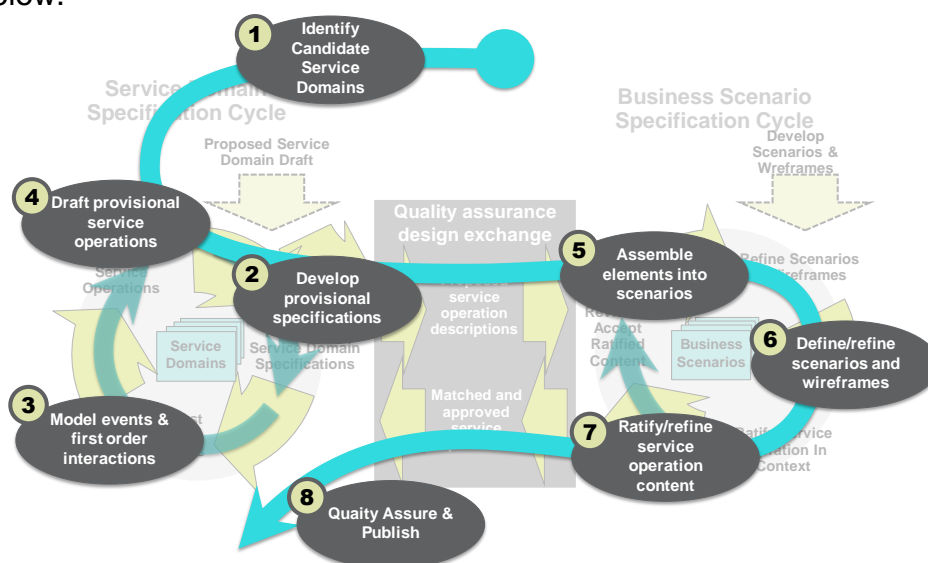 1
Identify
Candidate
Service
Domains
Service Domain
Specification Cycle
Business Scenario
Specification Cycle
Proposed Service
Domain Draft
Develop
Scenarios &
Wireframes
4
Draft provisional
service
operations
Quality assurance
design exchange
5
Assemble
elements into
scenarios
2
Develop
provisional
specifications
Service
Operations
service
operation
descriptions
Refine Scenarios
Accept
Ratified
Content
Service
Domains
Service Domain
Specifications
Business
Scenarios
6
Define/refine
scenarios and
wireframes
3
Model events &
first order
interactions
Matched and
approved
service
7
Ratify/refine
service
operation
content
Ratify Service
In
Context
8
Quaity Assure &
Publish